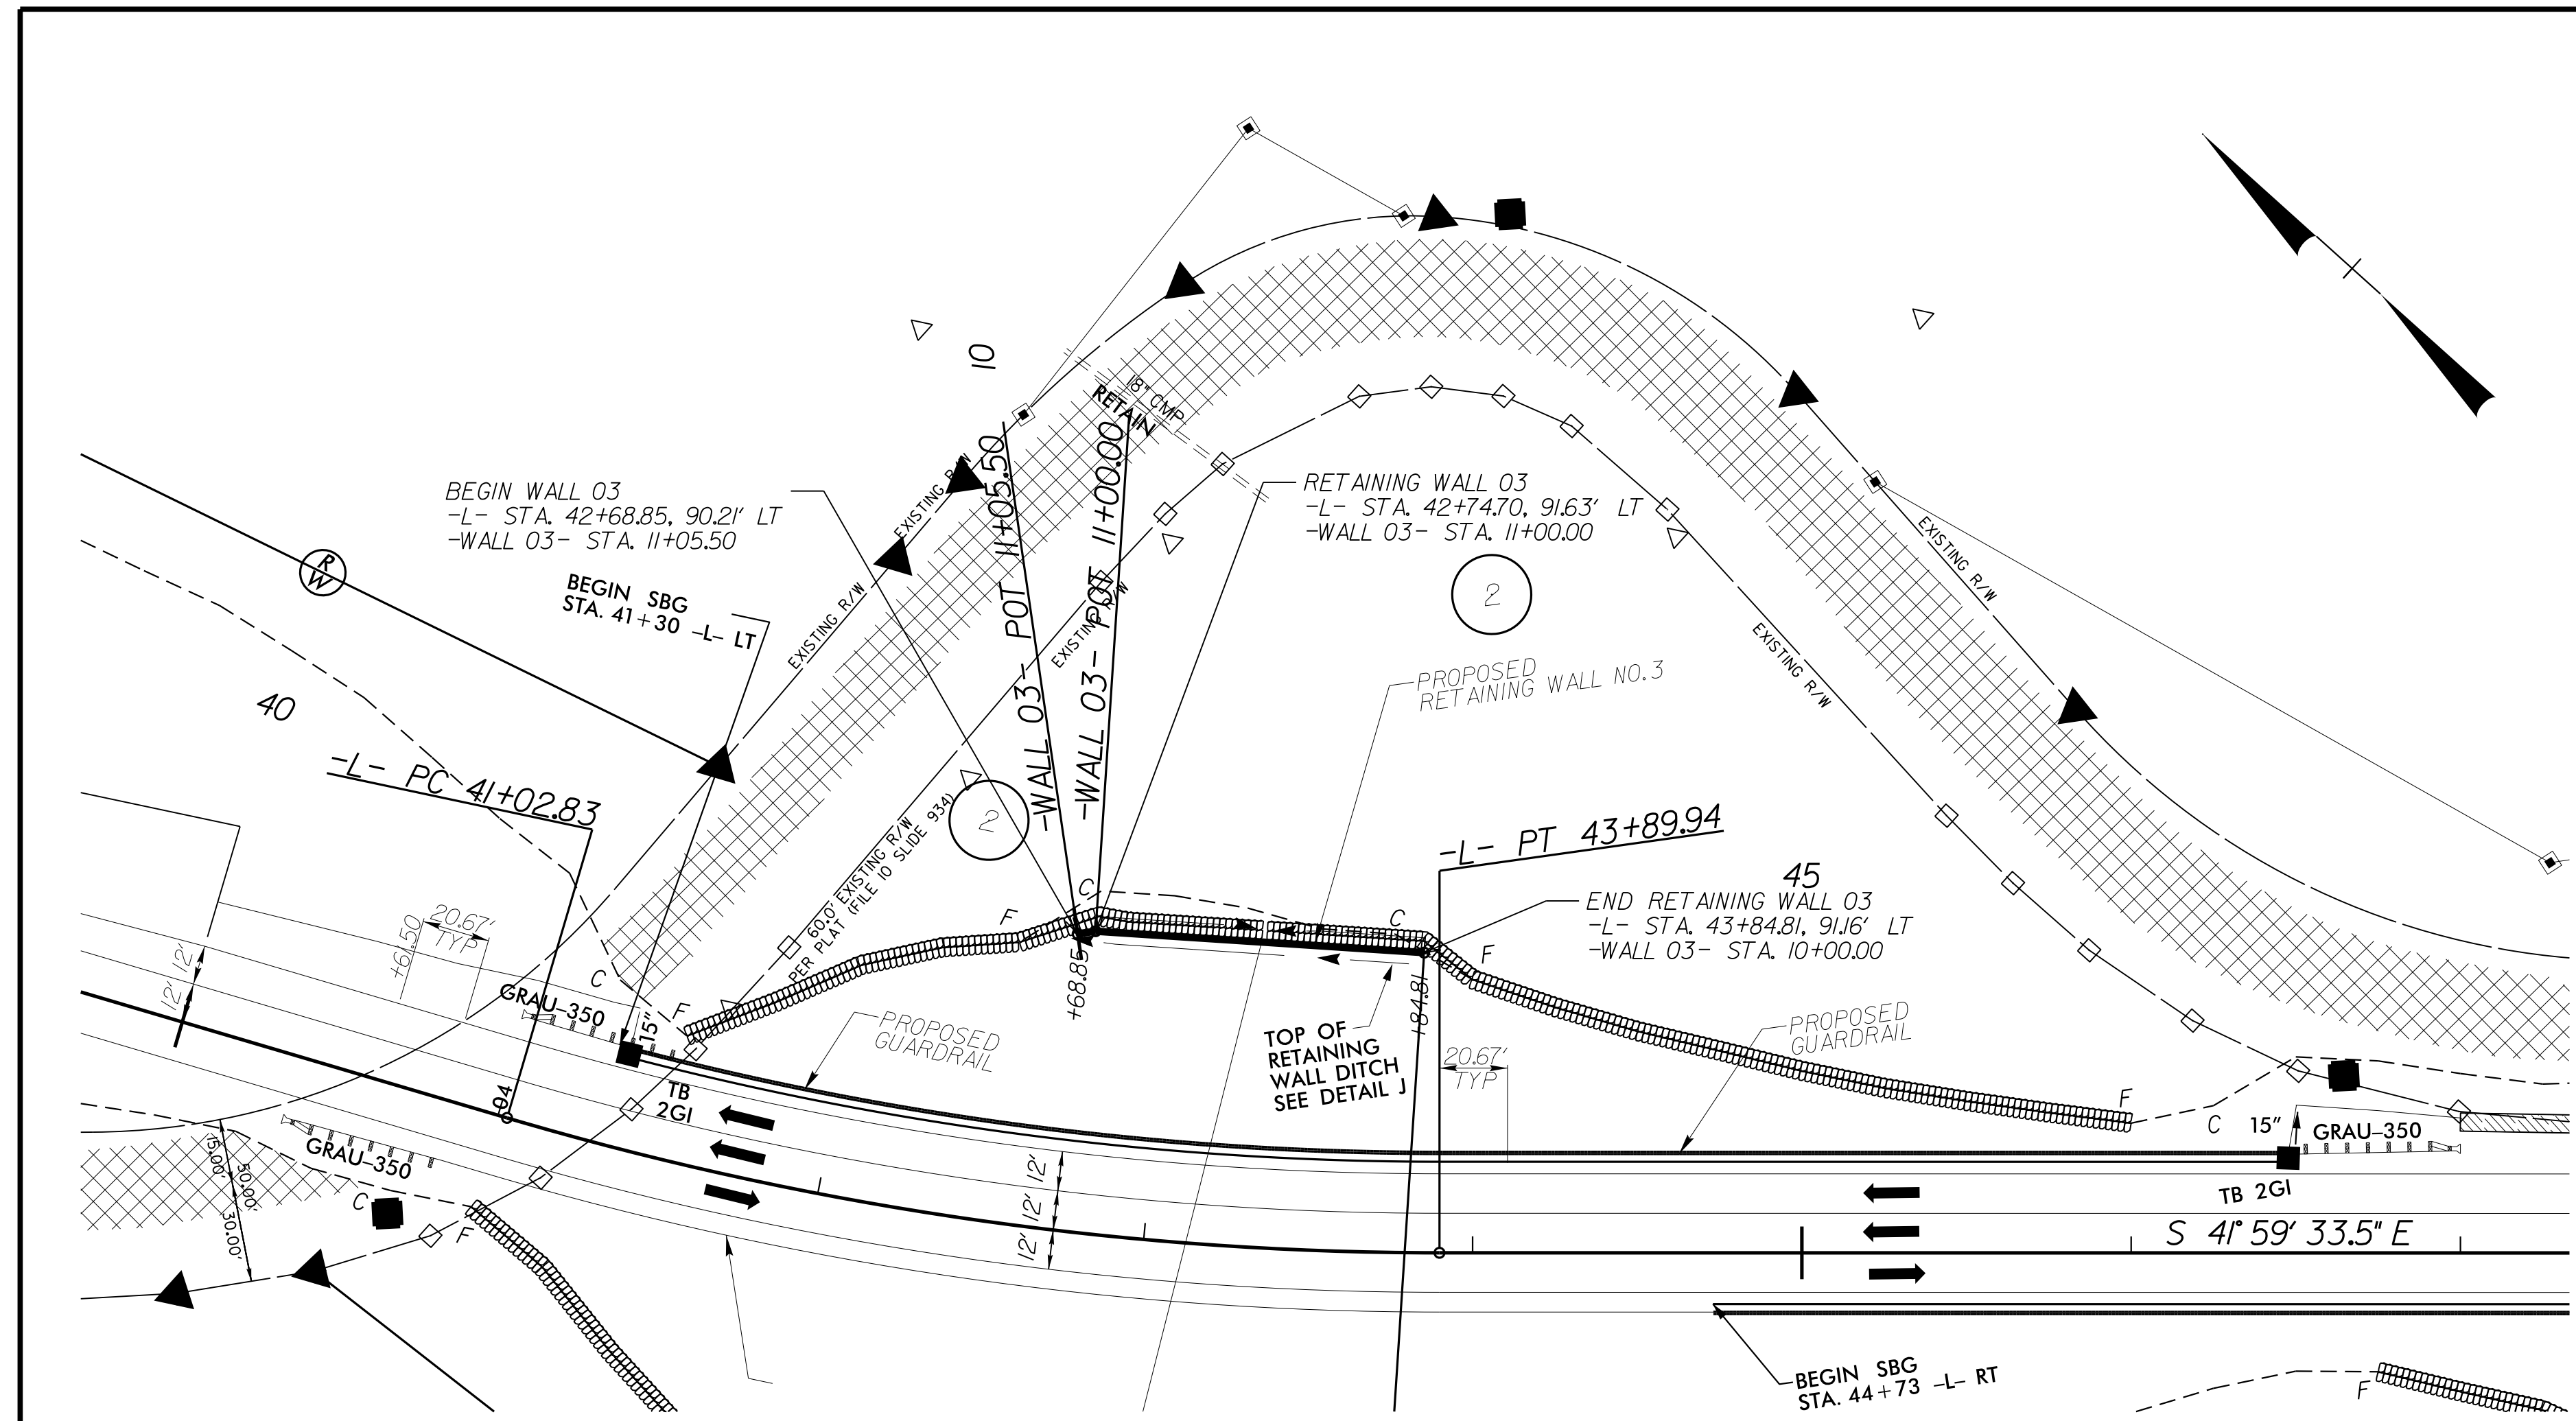 10
18" CMP
RETAIN
EXISTING R/W
-WALL 03- POT 11+05.50
-WALL 03- POT 11+00.00
BEGIN WALL 03
-L- STA. 42+68.85, 90.21' LT
-WALL 03- STA. 11+05.50
RETAINING WALL 03
-L- STA. 42+74.70, 91.63' LT
-WALL 03- STA. 11+00.00
R
W
BEGIN SBG
STA. 41+30 -L- LT
EXISTING R/W
EXISTING R/W
2
EXISTING R/W
EXISTING R/W
PROPOSED
RETAINING WALL NO.3
40
-L- PC 41+02.83
2
60.0' EXISTING R/W
PER PLAT (FILE 10 SLIDE 934)
-L- PT 43+89.94
45
END RETAINING WALL 03
-L- STA. 43+84.81, 91.16' LT
-WALL 03- STA. 10+00.00
C
F
C
F
+61.50
20.67'
TYP
12'
12'
C
GRAU-350
15"
F
+68.85
84.81
PROPOSED
GUARDRAIL
TOP OF
RETAINING
WALL DITCH
SEE DETAIL J
20.67'
TYP
PROPOSED
GUARDRAIL
F
C
15"
GRAU-350
TB
2GI
TB 2GI
GRAU-350
15.00'
50.00'
30.00'
C
F
12'
12'
12'
S 41° 59' 33.5" E
BEGIN SBG
STA. 44+73 -L- RT
F